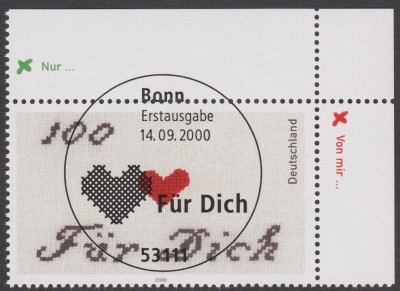 Nur ...
Bonn
Erstausgabe
14.09.2000
100
Deutschland
Von mir ...
Für Dich
Für Dich
53111
2000